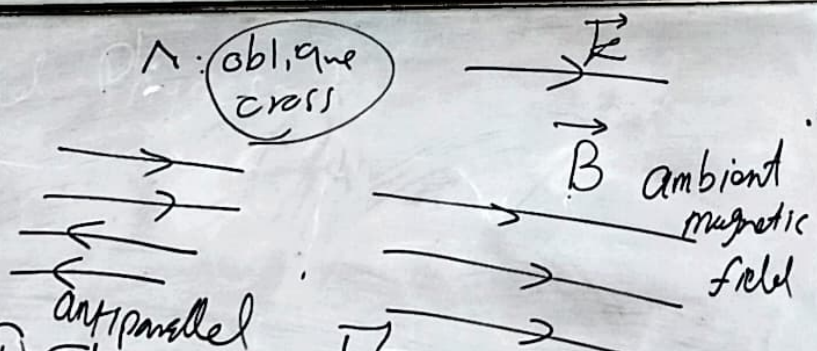 Λ: oblique
cross
k
B ambient
magnetic
field
antiparallel